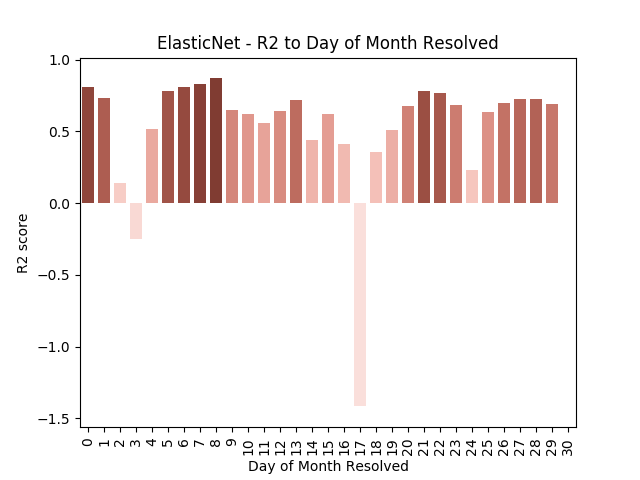 ElasticNet - R2 to Day of Month Resolved
1.0
0.5
0.0
−0.5
−1.0
−1.5
R2 score
0 1 2 3 4 5 6 7 8 9 10 11 12 13 14 15 16 17 18 19 20 21 22 23 24 25 26 27 28 29 30
Day of Month Resolved